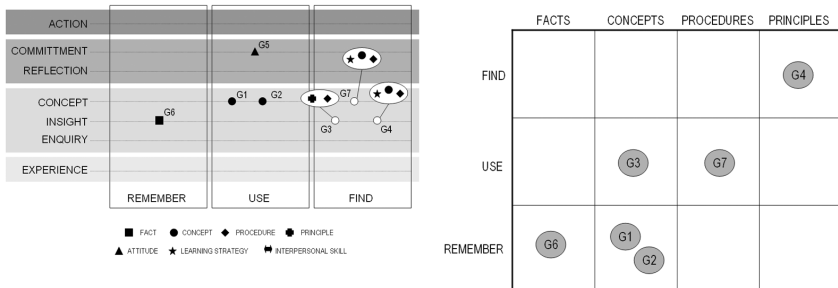 ACTION
COMMITTMENT
REFLECTION
CONCEPT
INSIGHT
ENQUIRY
EXPERIENCE
G5
G6
G1
G2
G7
G3
G4
REMEMBER
USE
FIND
FACT
CONCEPT
PROCEDURE
PRINCIPLE
ATTITUDE
LEARNING STRATEGY
INTERPERSONAL SKILL
FACTS
CONCEPTS
PROCEDURES
PRINCIPLES
FIND
G4
USE
G3
G7
REMEMBER
G6
G1
G2